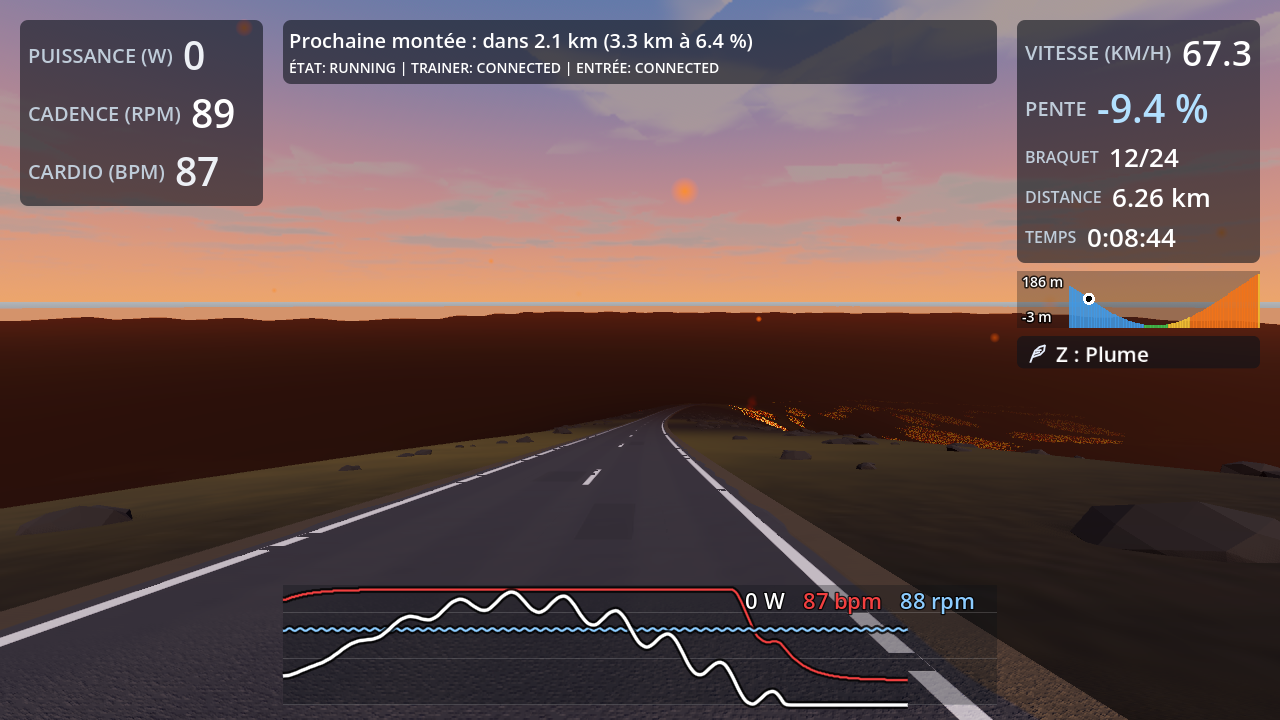 PUISSANCE (W) 0
CADENCE (RPM) 89
CARDIO (BPM) 87
Prochaine montée : dans 2.1 km (3.3 km à 6.4 %)
ÉTAT: RUNNING | TRAINER: CONNECTED | ENTRÉE: CONNECTED
VITESSE (KM/H) 67.3
PENTE -9.4 %
BRAQUET 12/24
DISTANCE 6.26 km
TEMPS 0:08:44
186 m
-3 m
Z : Plume
0 W 87 bpm 88 rpm